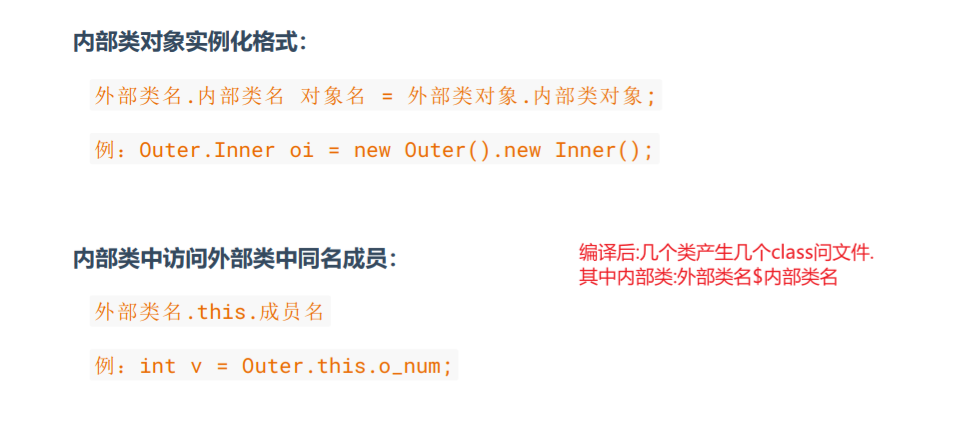 内部类对象实例化格式：
外部类名.内部类名 对象名 = 外部类对象.内部类对象;
例：Outer.Inner oi = new Outer().new Inner();
内部类中访问外部类中同名成员：
外部类名.this.成员名
例：int v = Outer.this.o_num;
编译后:几个类产生几个class问文件.
其中内部类:外部类名$内部类名